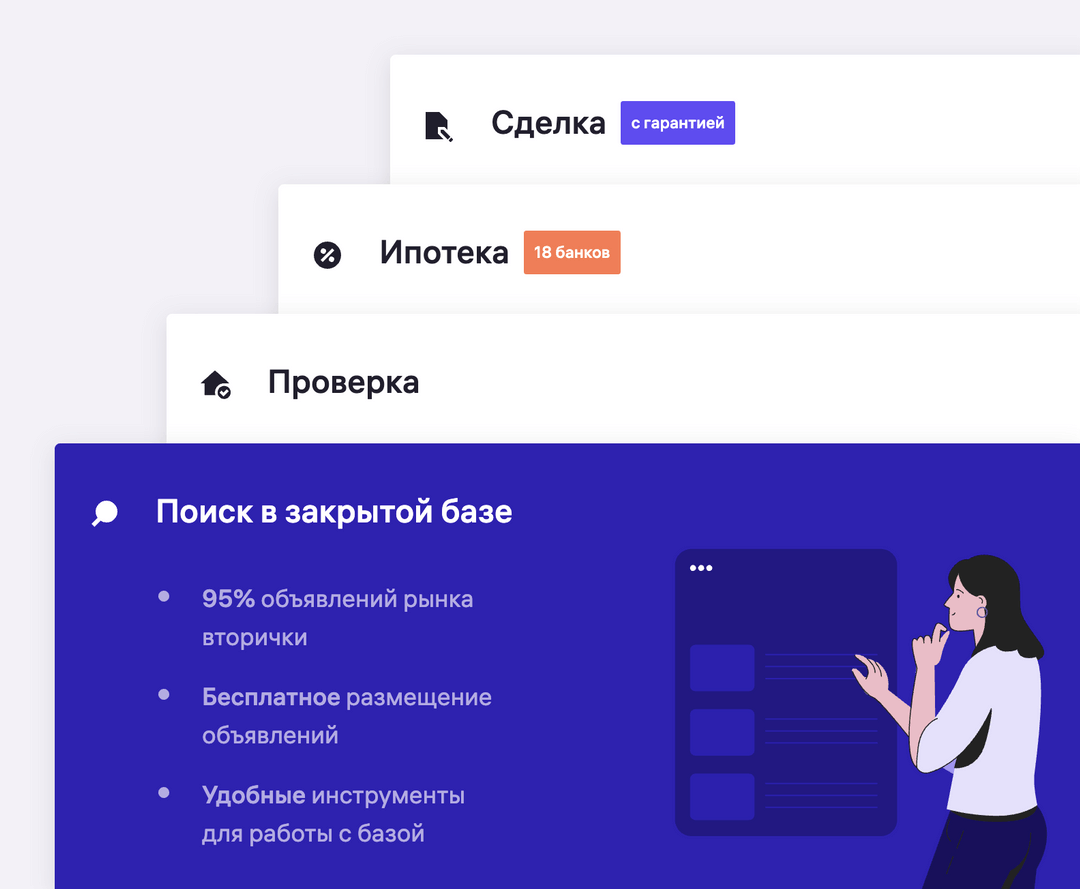 Сделка с гарантией
Ипотека 18 банков
Проверка
Поиск в закрытой базе
95% объявлений рынка
вторички
Бесплатное размещение
объявлений
Удобные инструменты
для работы с базой